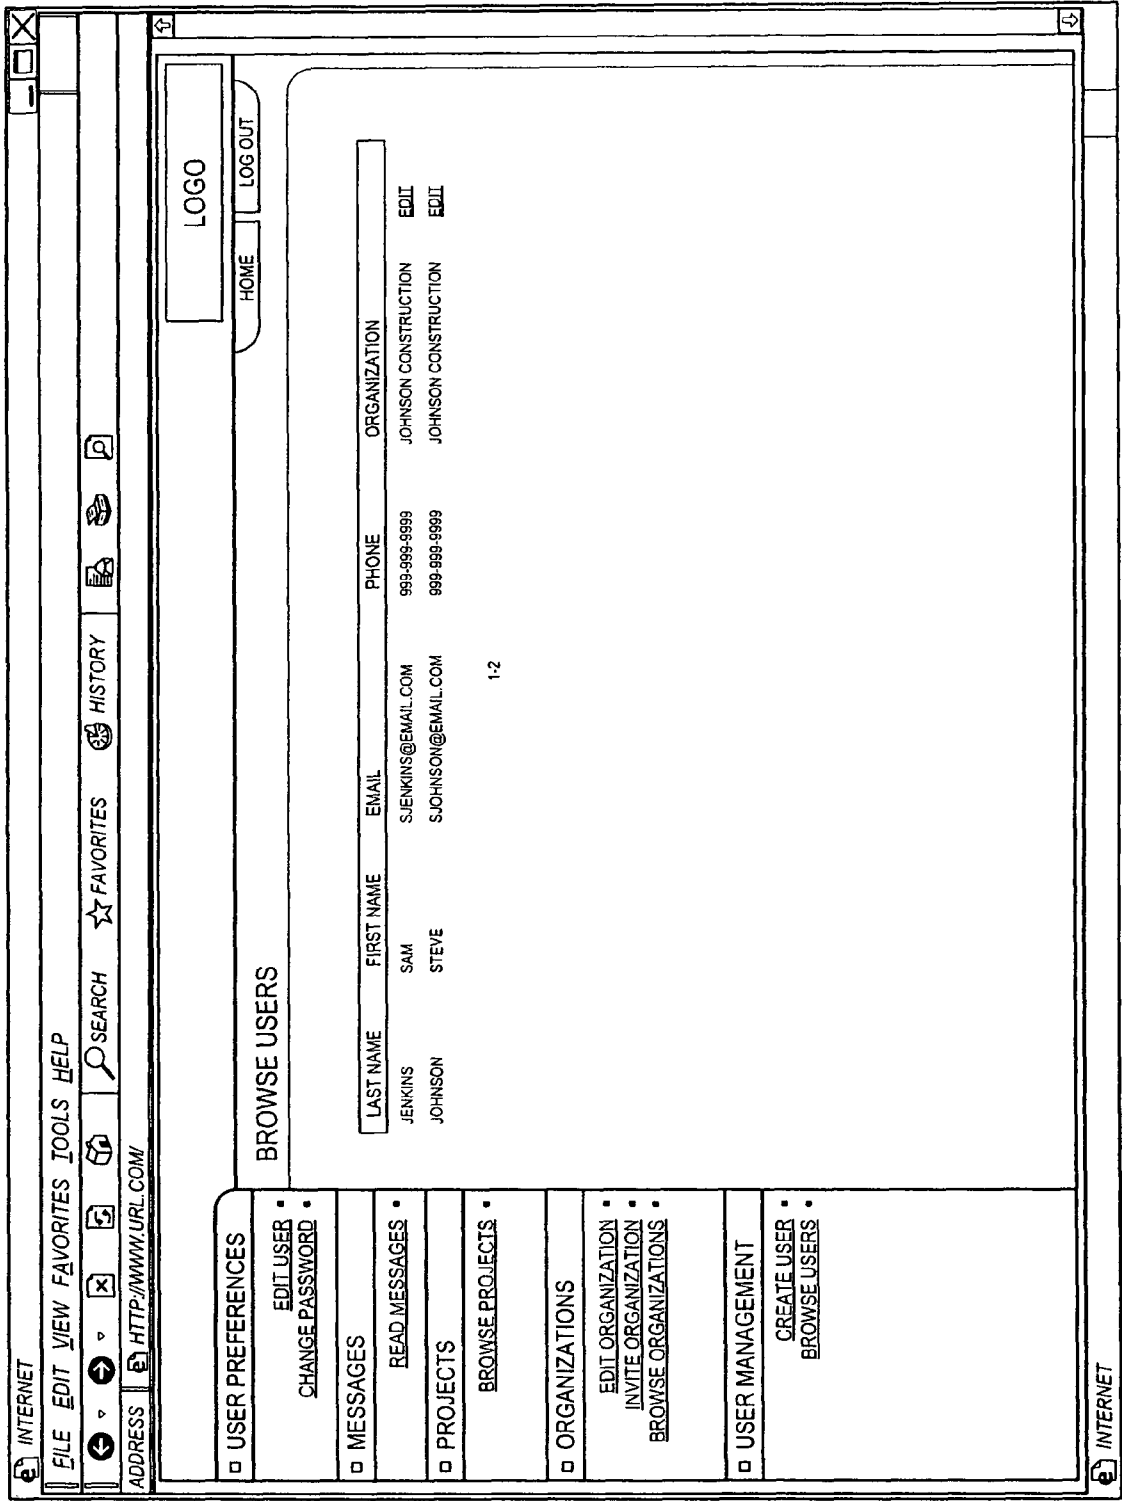 INTERNET
FILE EDIT VIEW FAVORITES TOOLS HELP
SEARCH FAVORITES HISTORY
ADDRESS HTTP://WWW.URL.COM/
LOGO
HOME LOG OUT
BROWSE USERS
USER PREFERENCES
EDIT USER
CHANGE PASSWORD
MESSAGES
READ MESSAGES
PROJECTS
BROWSE PROJECTS
ORGANIZATIONS
EDIT ORGANIZATION
INVITE ORGANIZATION
BROWSE ORGANIZATIONS
USER MANAGEMENT
CREATE USER
BROWSE USERS
LAST NAME FIRST NAME EMAIL PHONE ORGANIZATION
JENKINS SAM SJENKINS@EMAIL.COM 999-999-9999 JOHNSON CONSTRUCTION EDIT
JOHNSON STEVE SJOHNSON@EMAIL.COM 999-999-9999 JOHNSON CONSTRUCTION EDIT
1-2
INTERNET